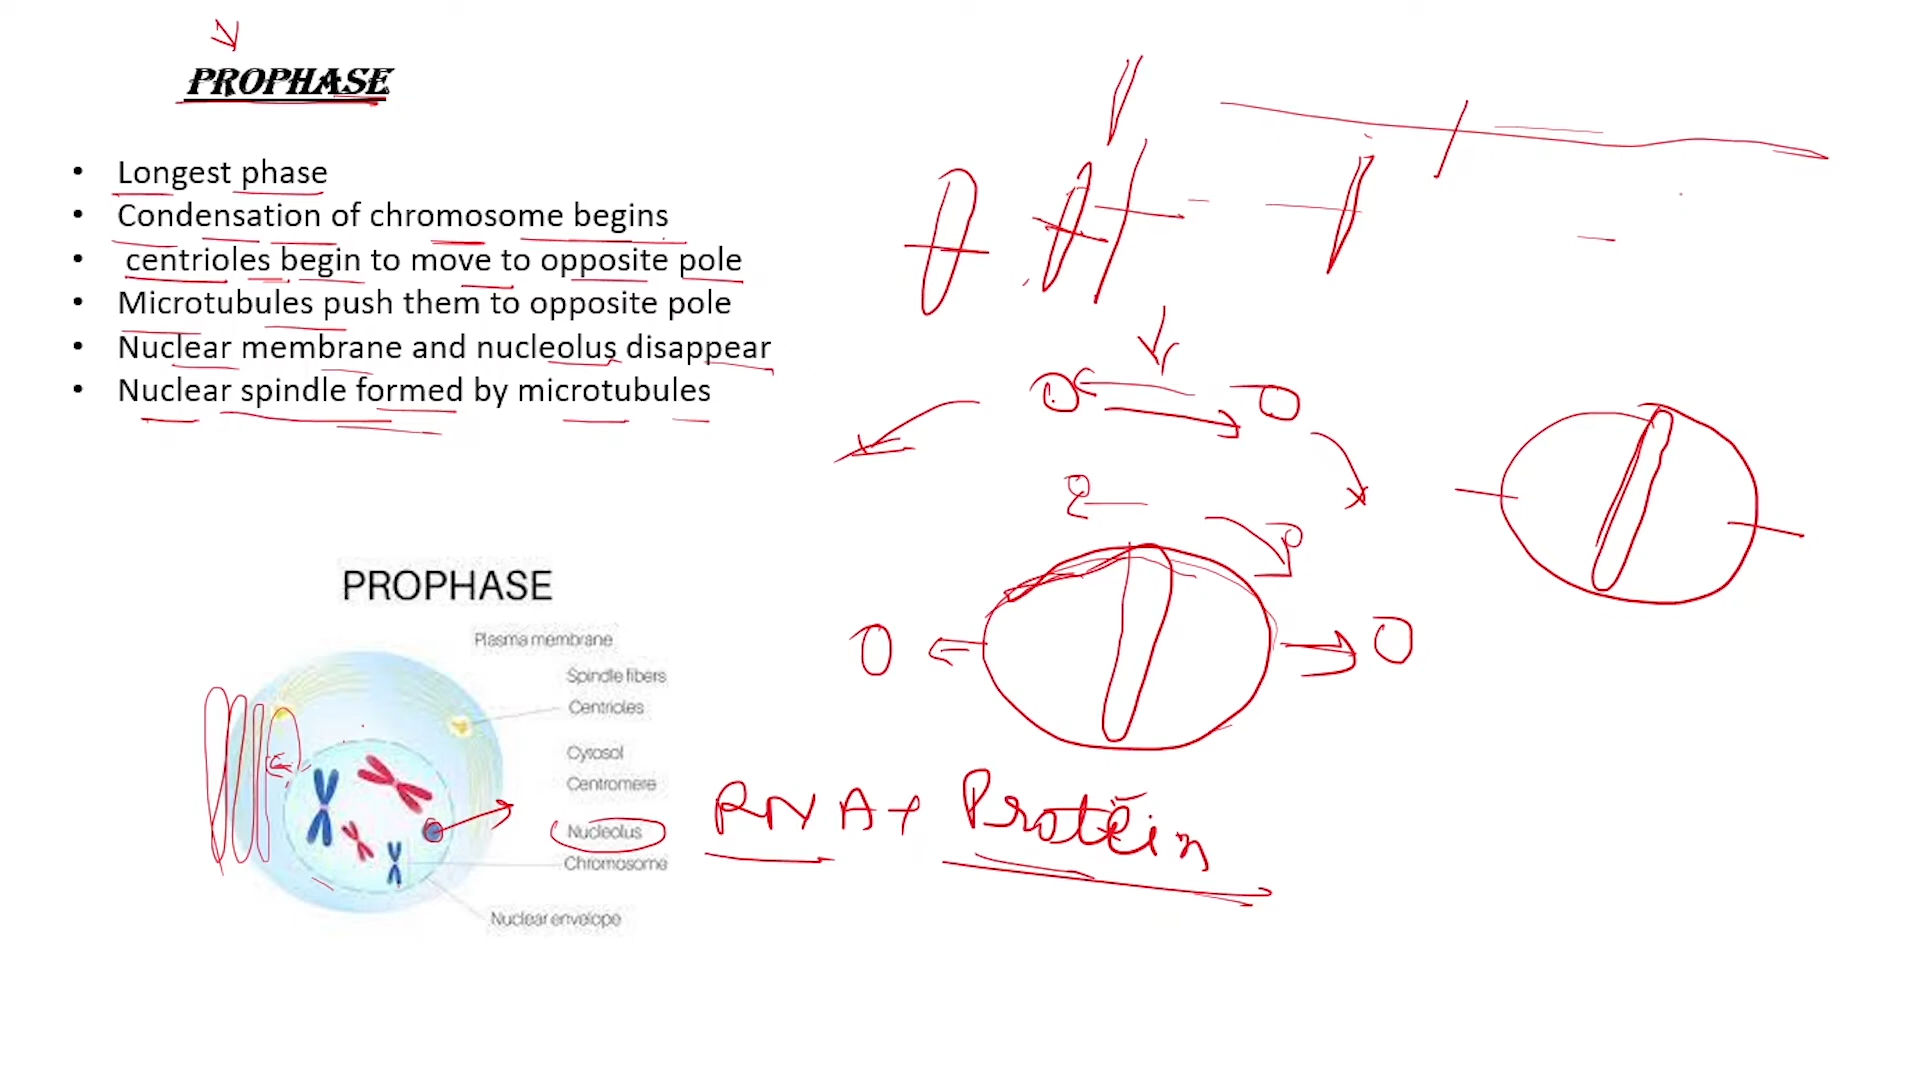 PROPHASE
• Longest phase
• Condensation of chromosome begins
• centrioles begin to move to opposite pole
• Microtubules push them to opposite pole
• Nuclear membrane and nucleolus disappear
• Nuclear spindle formed by microtubules
PROPHASE
Plasma membrane
Spindle fibers
Centrioles
Cytosol
Centromere
Nucleolus
Chromosome
Nuclear envelope
RNA + Protein